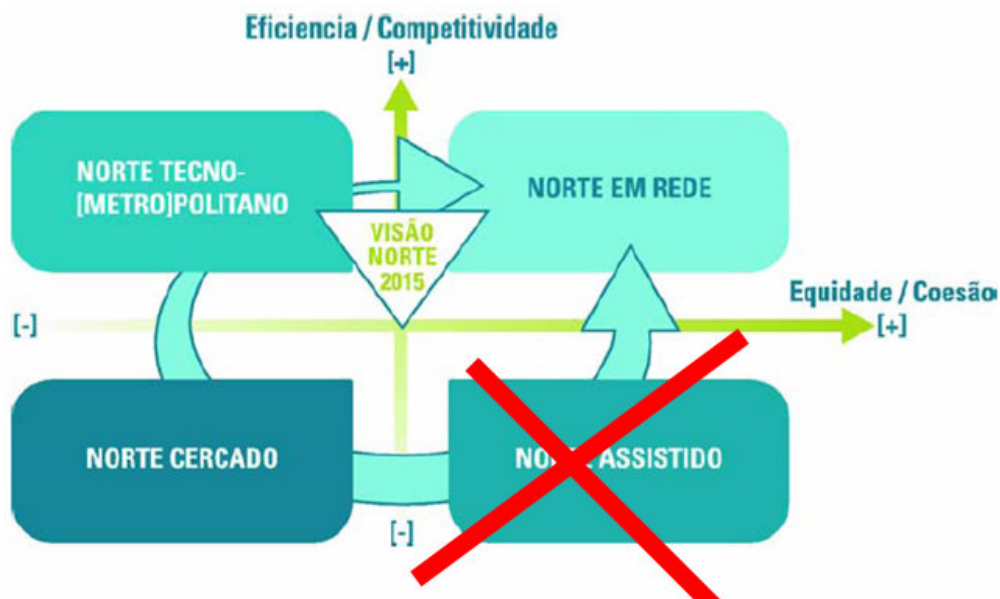 Eficiencia / Competitividade
[+]
NORTE TECNO-
[METRO]POLITANO
NORTE EM REDE
VISÃO
NORTE
2015
Equidade / Coesão
[-]
[+]
NORTE CERCADO
ASSISTIDO
[-]